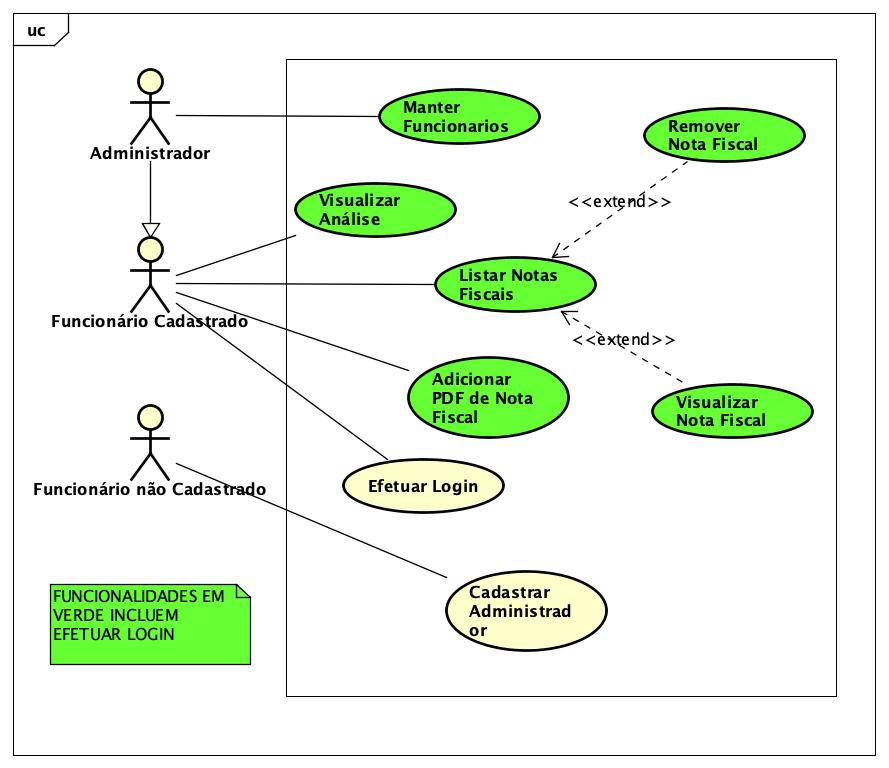 uc
Administrador
Manter
Funcionarios
Remover
Nota Fiscal
<<extend>>
Visualizar
Análise
Listar Notas
Fiscais
Funcionário Cadastrado
<<extend>>
Adicionar
PDF de Nota
Fiscal
Visualizar
Nota Fiscal
Efetuar Login
Funcionário não Cadastrado
Cadastrar
Administrad
or
FUNCIONALIDADES EM
VERDE INCLUEM
EFETUAR LOGIN